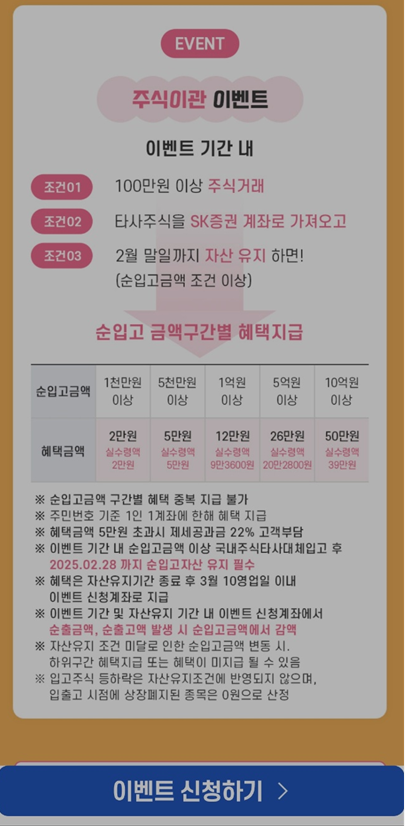 EVENT
주식이관 이벤트
이벤트 기간 내
조건01 100만원 이상 주식거래
조건02 타사주식을 SK증권 계좌로 가져오고
조건03 2월 말일까지 자산 유지 하면!
(순입고금액 조건 이상)
순입고 금액구간별 혜택지급
순입고금액 1천만원 이상 5천만원 이상 1억원 이상 5억원 이상 10억원 이상
혜택금액 2만원 실수령액 2만원 5만원 실수령액 5만원 12만원 실수령액 9만3600원 26만원 실수령액 20만2800원 50만원 실수령액 39만원
※ 순입고금액 구간별 혜택 중복 지급 불가
※ 주민번호 기준 1인 1계좌에 한해 혜택 지급
※ 혜택금액 5만원 초과시 제세공과금 22% 고객부담
※ 이벤트 기간 내 순입고금액 이상 국내주식타사대체입고 후
2025.02.28 까지 순입고자산 유지 필수
※ 혜택은 자산유지기간 종료 후 3월 10영업일 이내
이벤트 신청계좌로 지급
※ 이벤트 기간 및 자산유지 기간 내 이벤트 신청계좌에서
순출금액, 순출고액 발생 시 순입고금액에서 감액
※ 자산유지 조건 미달로 인한 순입고금액 변동 시.
하위구간 혜택지급 또는 혜택이 미지급 될 수 있음
※ 입고주식 등하락은 자산유지조건에 반영되지 않으며,
입출고 시점에 상장폐지된 종목은 0원으로 산정
이벤트 신청하기 >